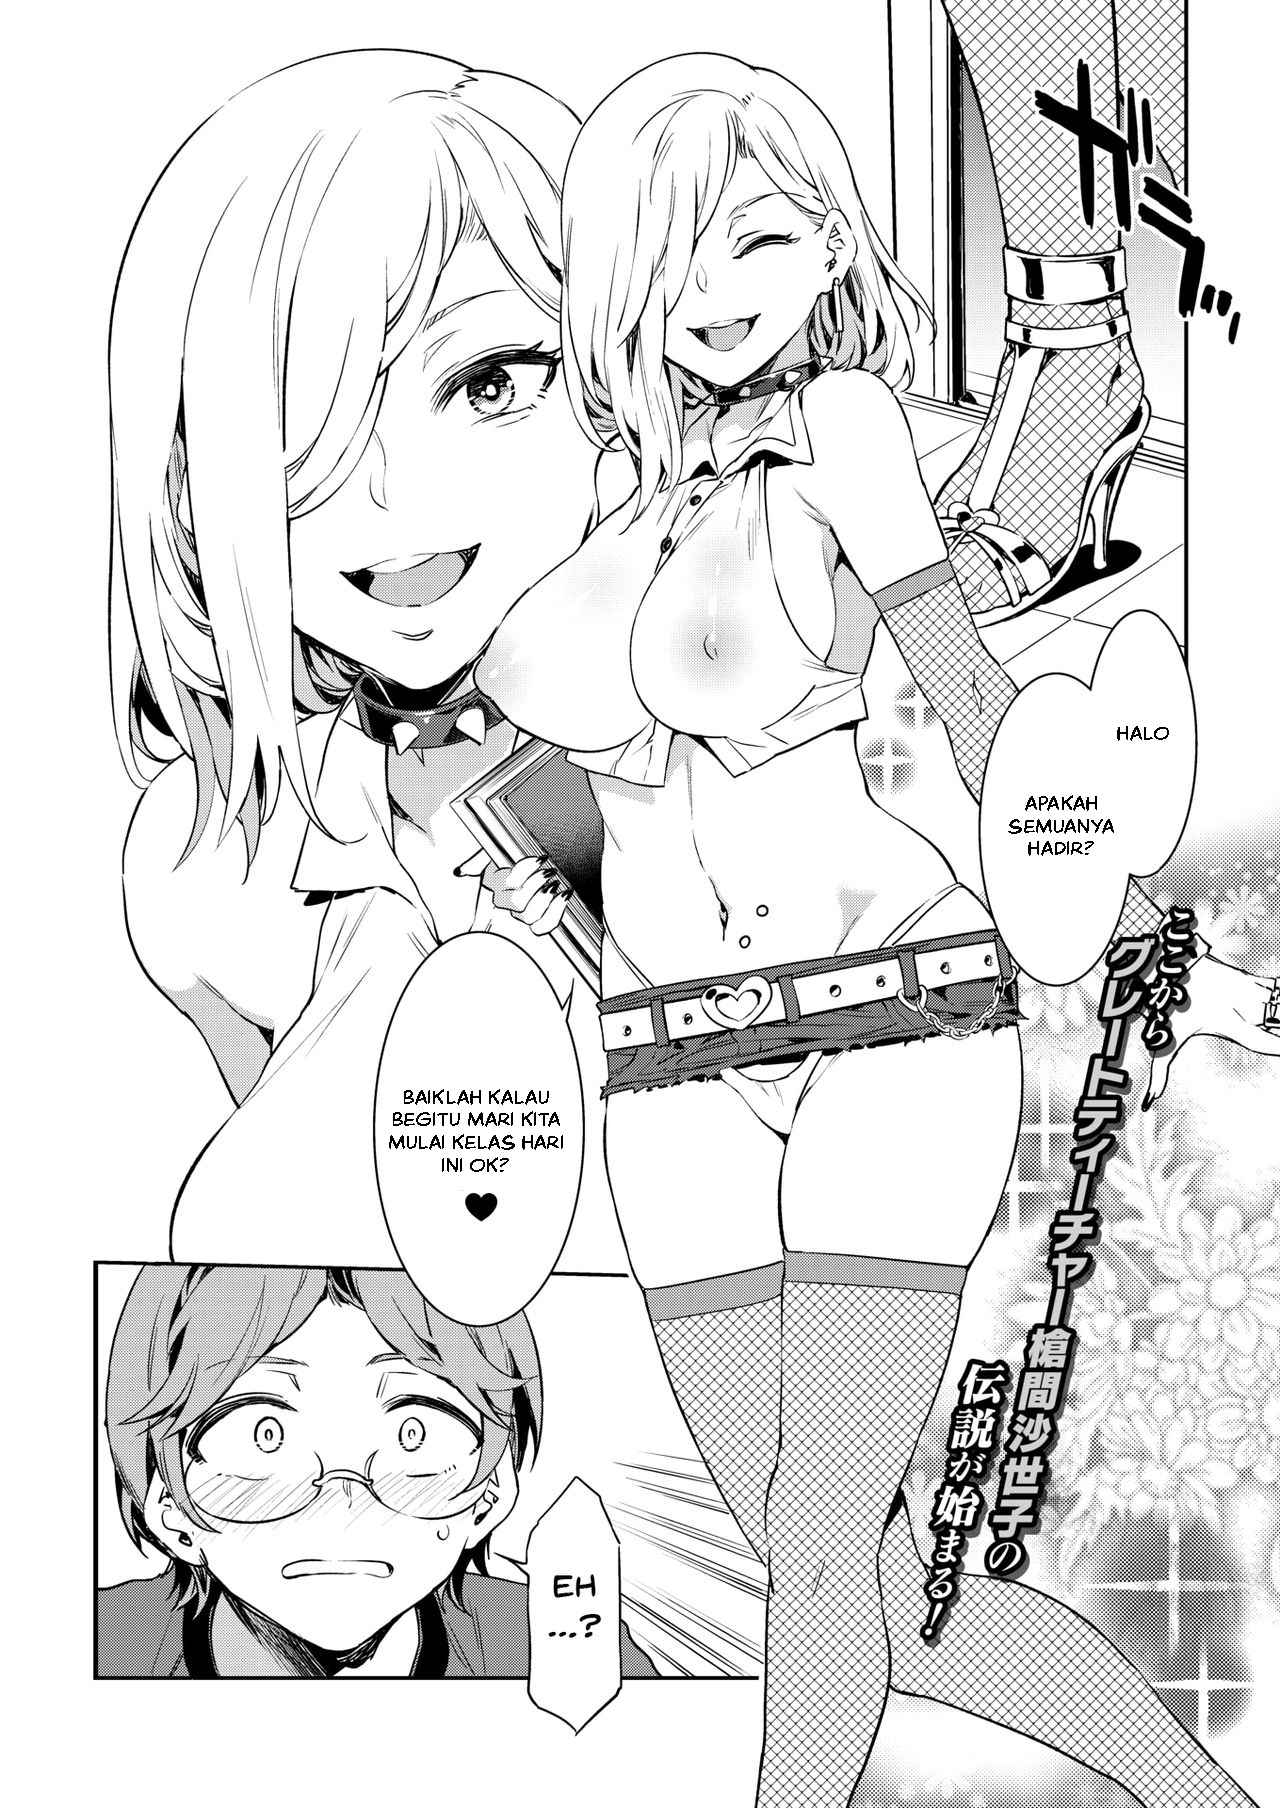 ガラッ
HALO
APAKAH
SEMUANYA
HADIR?
ここから
グレートティーチャー槍間沙世子の
伝説が始まる!
BAIKLAH KALAU
BEGITU MARI KITA
MULAI KELAS HARI
INI OK?
EH
....?